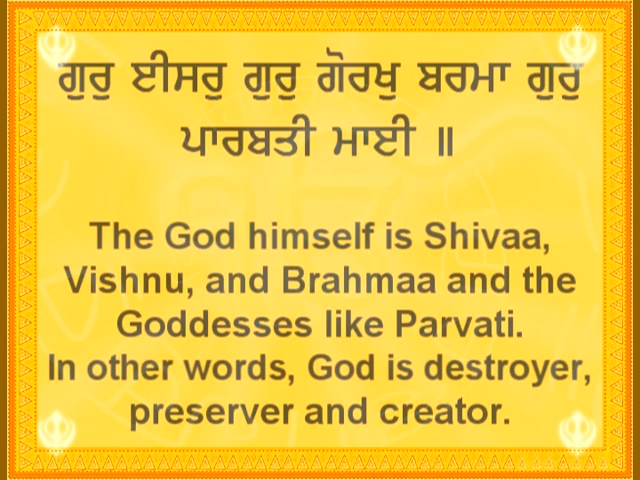 ਗੁਰੁ ਈਸਰੁ ਗੁਰੁ ਗੋਰਖੁ ਬਰਮਾ ਗੁਰੁ
ਪਾਰਬਤੀ ਮਾਈ ॥
The God himself is Shivaa,
Vishnu, and Brahmaa and the
Goddesses like Parvati.
In other words, God is destroyer,
preserver and creator.